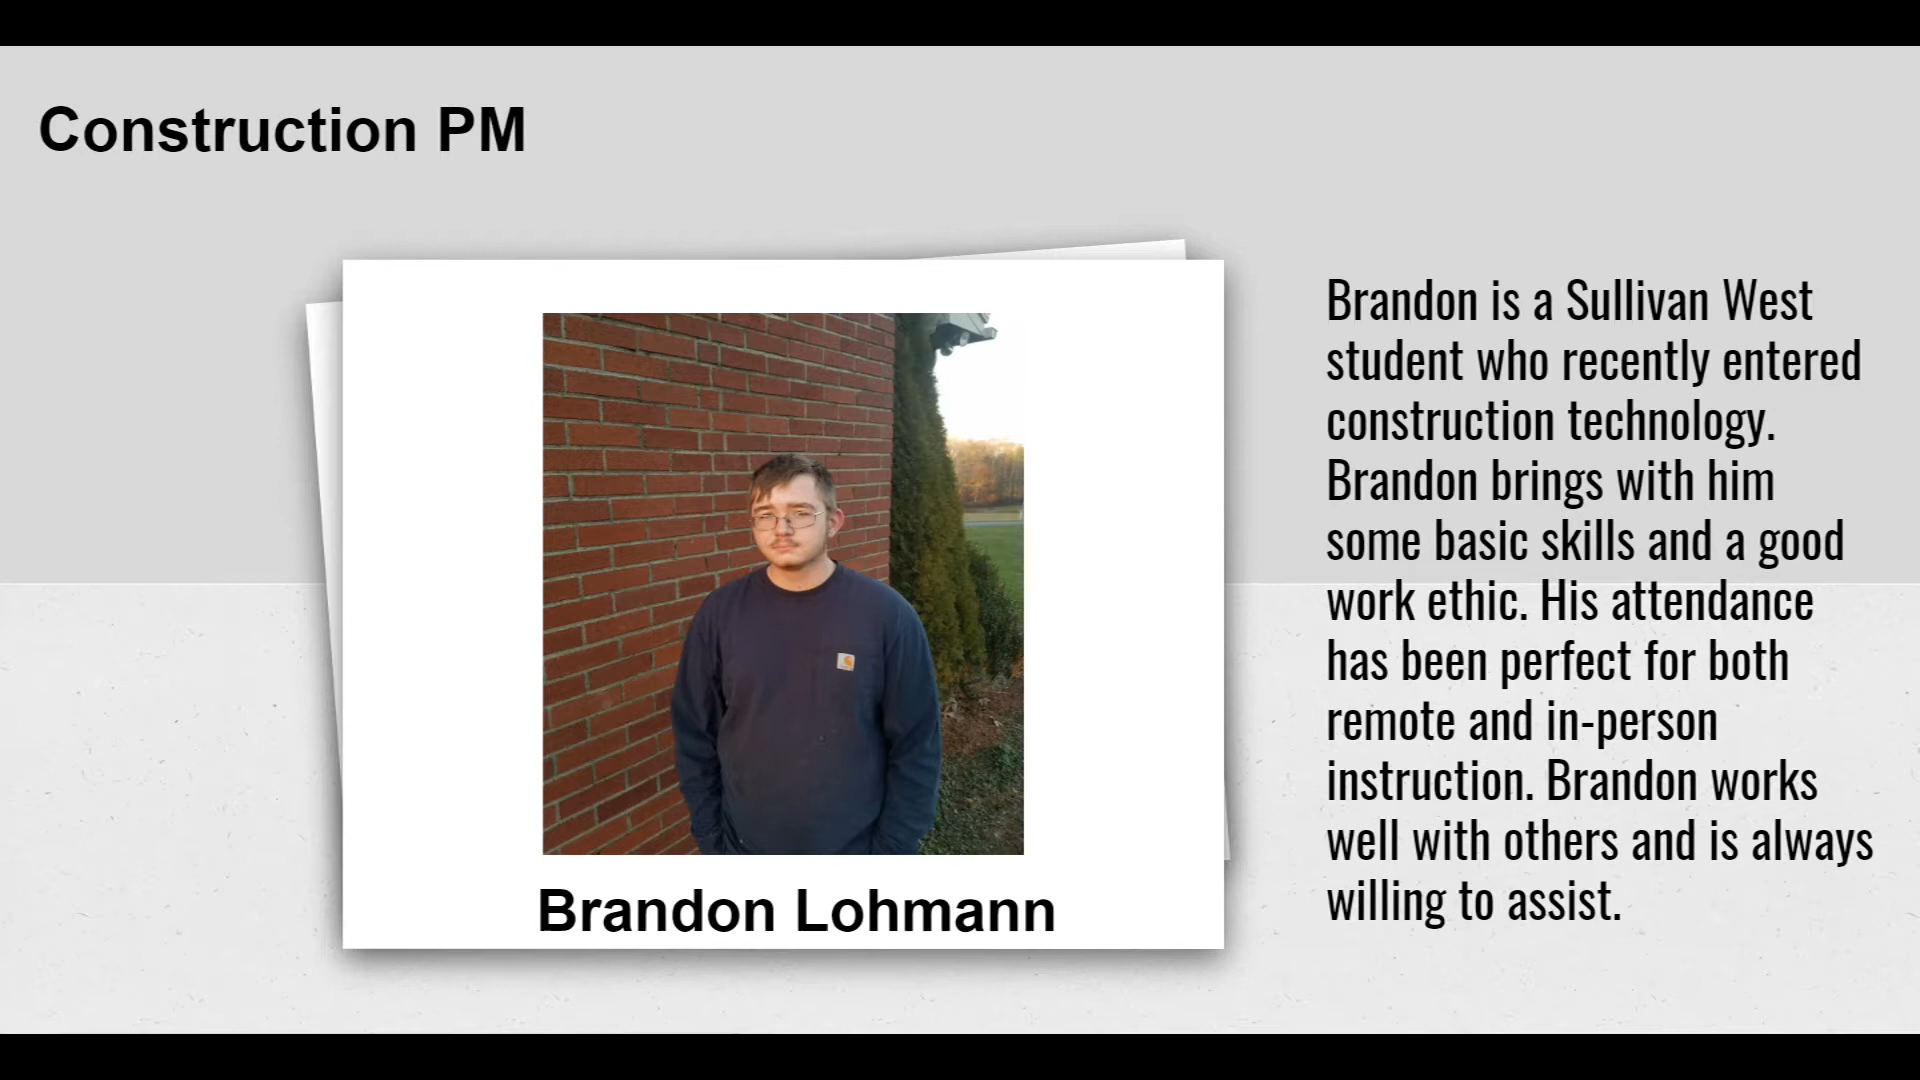 Construction PM
Brandon Lohmann
Brandon is a Sullivan West
student who recently entered
construction technology.
Brandon brings with him
some basic skills and a good
work ethic. His attendance
has been perfect for both
remote and in-person
instruction. Brandon works
well with others and is always
willing to assist.